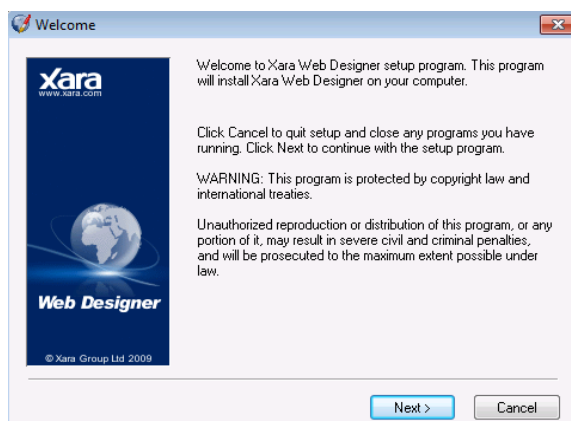 Welcome
Xara
www.xara.com
Web Designer
© Xara Group Ltd 2009
Welcome to Xara Web Designer setup program. This program
will install Xara Web Designer on your computer.
Click Cancel to quit setup and close any programs you have
running. Click Next to continue with the setup program.
WARNING: This program is protected by copyright law and
international treaties.
Unauthorized reproduction or distribution of this program, or any
portion of it, may result in severe civil and criminal penalties,
and will be prosecuted to the maximum extent possible under
law.
Next >
Cancel